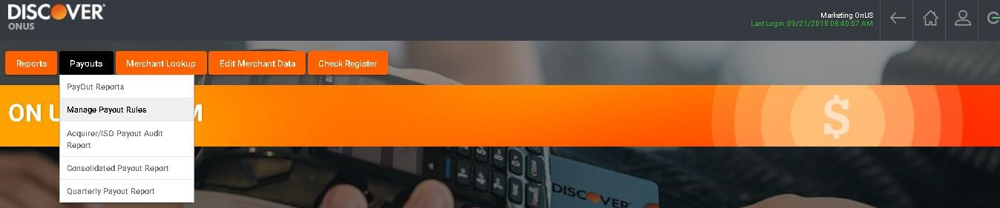 DISCOVER
ONUS
Marketing OnUS
Last Login :09/21/2018 08:40:57 AM
Reports
Payouts
Merchant Lookup
Edit Merchant Data
Check Register
PayOut Reports
ON U
M
Manage Payout Rules
Acquirer/ISO Payout Audit
Report
Consolidated Payout Report
Quarterly Payout Report
$
DISCOVER